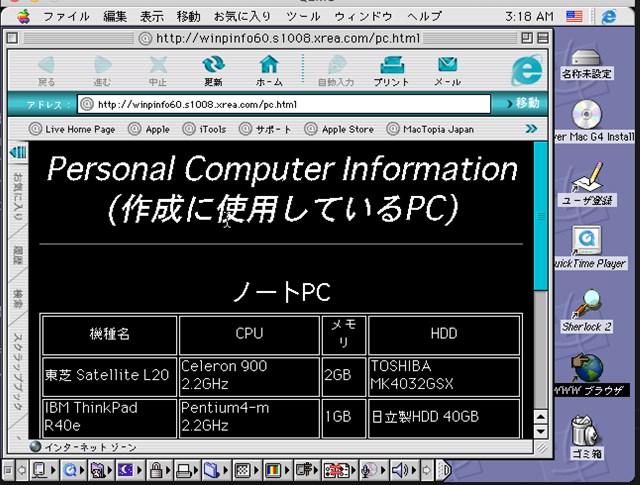 ファイル 編集 表示 移動 お気に入り ツール ウィンドウ ヘルプ 3:18 AM
http://winpinfo60.s1008.xrea.com/pc.html
戻る 進む 中止 更新 ホーム 自動入力 プリント メール
アドレス: http://winpinfo60.s1008.xrea.com/pc.html 移動
Live Home Page Apple iTools サポート Apple Store MacTopia Japan
お気に入り
履歴
検索
スクラップブック
Personal Computer Information
(作成に使用しているPC)
ノートPC
機種名 CPU メモリ HDD
東芝 Satellite L20 Celeron 900 2.2GHz 2GB TOSHIBA MK4032GSX
IBM ThinkPad R40e Pentium4-m 2.2GHz 1GB 日立製HDD 40GB
インターネット ゾーン
名称未設定
ver Mac G4 Install
ユーザ登録
uickTime Player
Sherlock 2
WWW ブラウザ
ゴミ箱